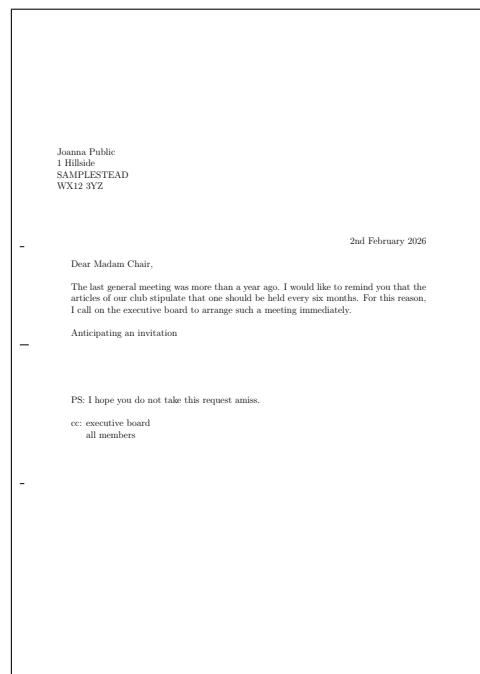 Joanna Public
1 Hillside
SAMPLESTEAD
WX12 3YZ
2nd February 2026
Dear Madam Chair,
The last general meeting was more than a year ago. I would like to remind you that the
articles of our club stipulate that one should be held every six months. For this reason,
I call on the executive board to arrange such a meeting immediately.
Anticipating an invitation
PS: I hope you do not take this request amiss.
cc: executive board
all members